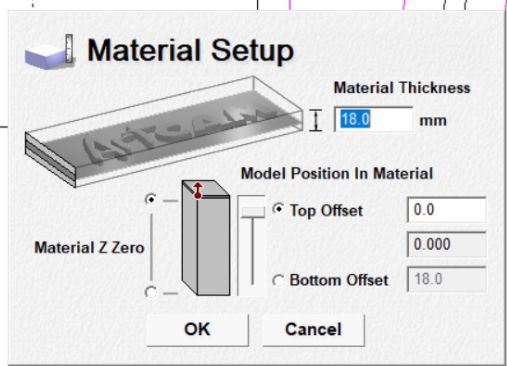 Material Setup
Material Thickness
18.0 mm
ArtCAM
Model Position In Material
Top Offset 0.0
Material Z Zero
0.000
Bottom Offset 18.0
OK Cancel